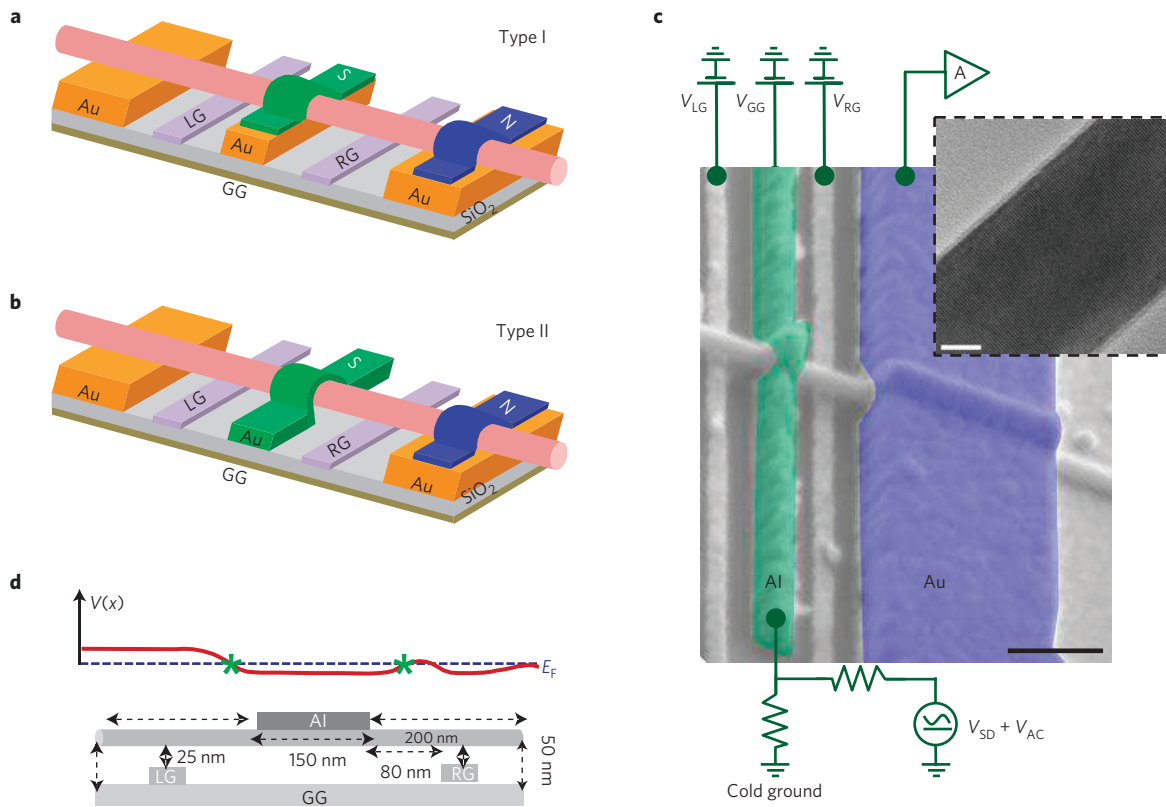 a
Type I
Au
LG
S
Au
RG
N
Au
GG
SiO2
b
Type II
Au
LG
S
Au
RG
N
Au
GG
SiO2
c
VLG
VGG
VRG
A
Al
Au
VSD + VAC
Cold ground
d
V(x)
EF
Al
200 nm
25 nm
150 nm
80 nm
50 nm
LG
RG
GG